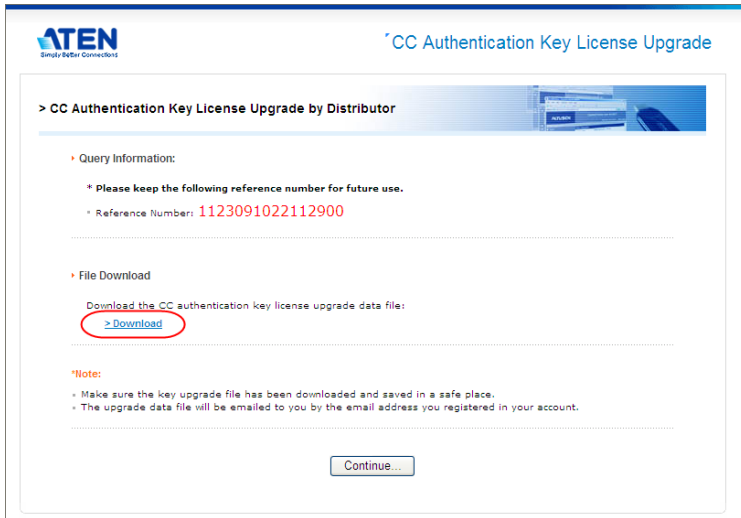 ATEN
Simply Better Connections
CC Authentication Key License Upgrade
> CC Authentication Key License Upgrade by Distributor
Query Information:
* Please keep the following reference number for future use.
Reference Number: 1123091022112900
File Download
Download the CC authentication key license upgrade data file:
> Download
*Note:
Make sure the key upgrade file has been downloaded and saved in a safe place.
The upgrade data file will be emailed to you by the email address you registered in your account.
Continue...